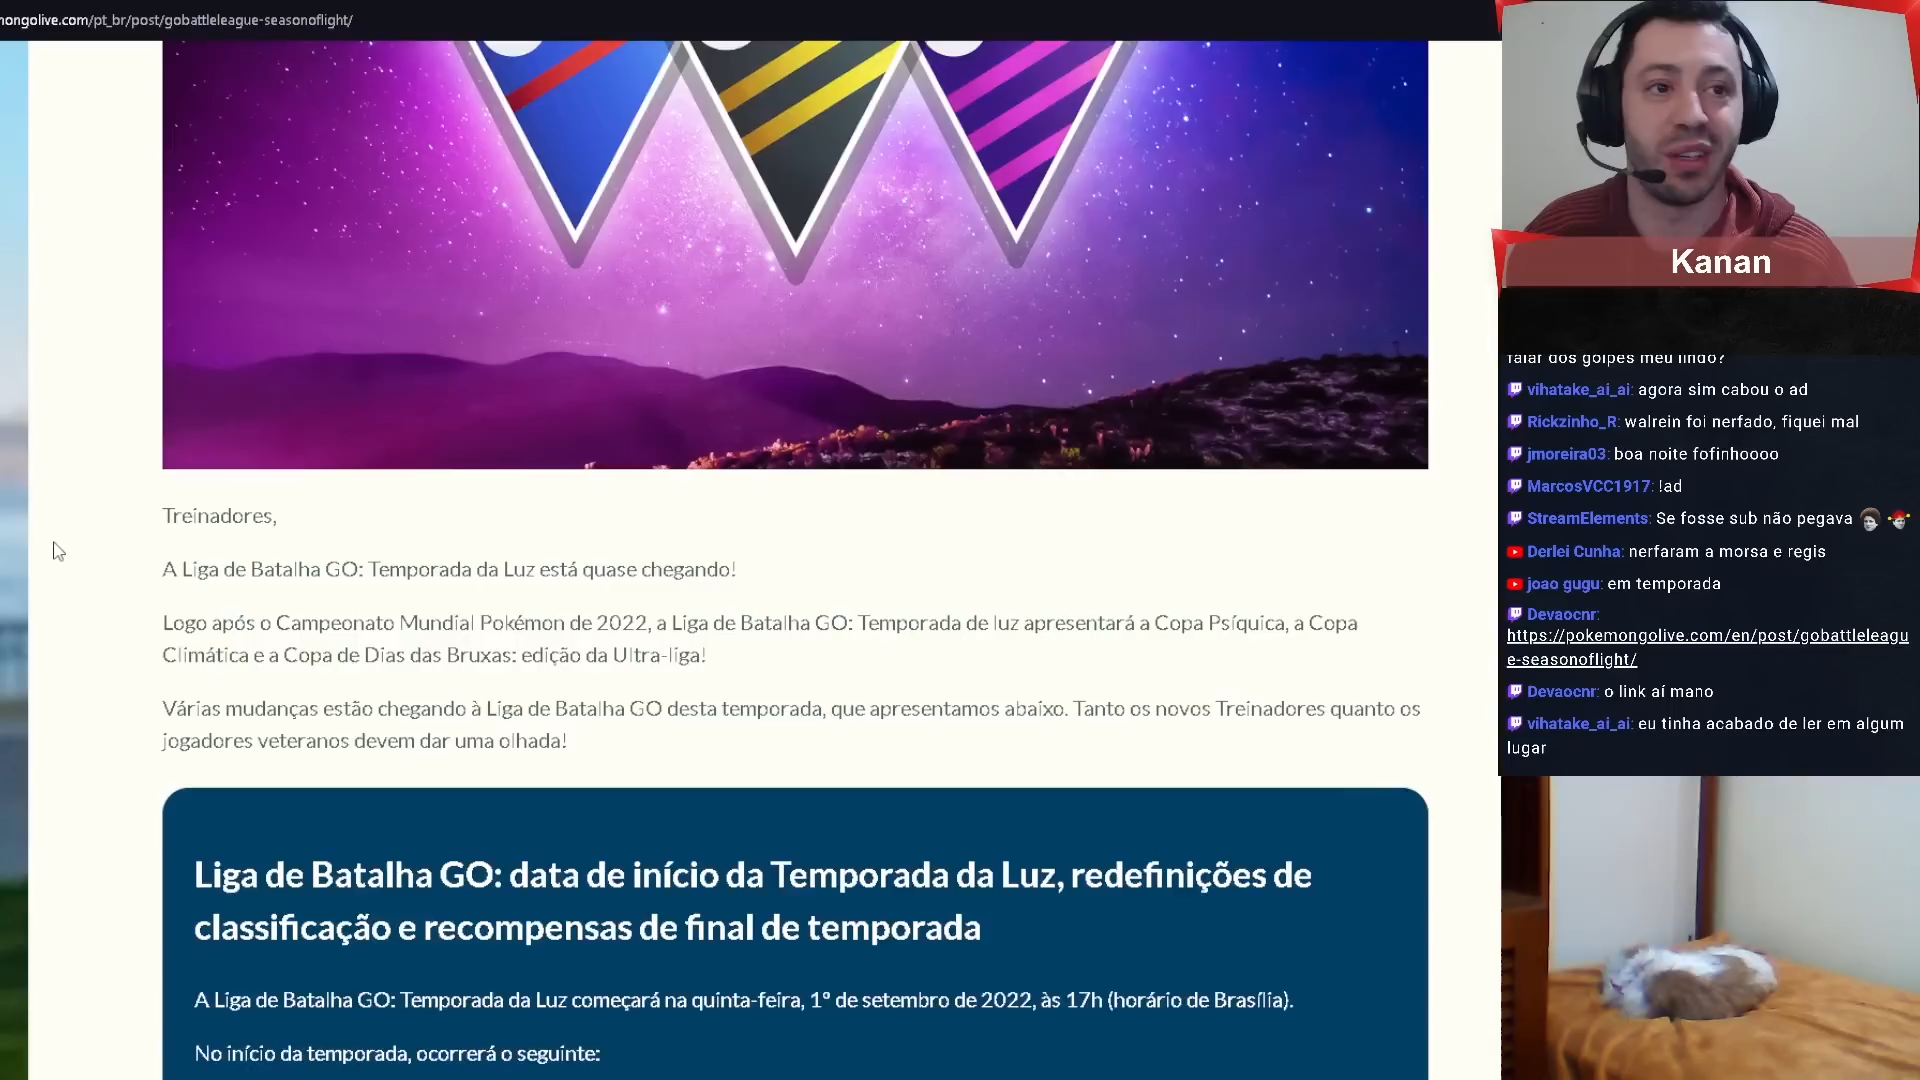 mongolive.com/pt_br/post/gobattleleague-seasonoflight/
Treinadores,
A Liga de Batalha GO: Temporada da Luz está quase chegando!
Logo após o Campeonato Mundial Pokémon de 2022, a Liga de Batalha GO: Temporada de luz apresentará a Copa Psíquica, a Copa
Climática e a Copa de Dias das Bruxas: edição da Ultra-liga!
Várias mudanças estão chegando à Liga de Batalha GO desta temporada, que apresentamos abaixo. Tanto os novos Treinadores quanto os
jogadores veteranos devem dar uma olhada!
Liga de Batalha GO: data de início da Temporada da Luz, redefinições de
classificação e recompensas de final de temporada
A Liga de Batalha GO: Temporada da Luz começará na quinta-feira, 1º de setembro de 2022, às 17h (horário de Brasília).
No início da temporada, ocorrerá o seguinte:
Kanan
falar dos golpes meu lindo?
vihatake_ai_ai: agora sim cabou o ad
Rickzinho_R: walrein foi nerfado, fiquei mal
jmoreira03: boa noite fofinhoooo
MarcosVCC1917: !ad
StreamElements: Se fosse sub não pegava
Derlei Cunha: nerfaram a morsa e regis
joao gugu: em temporada
Devaocnr:
https://pokemongolive.com/en/post/gobattleleagu
e-seasonoflight/
Devaocnr: o link aí mano
vihatake_ai_ai: eu tinha acabado de ler em algum
lugar